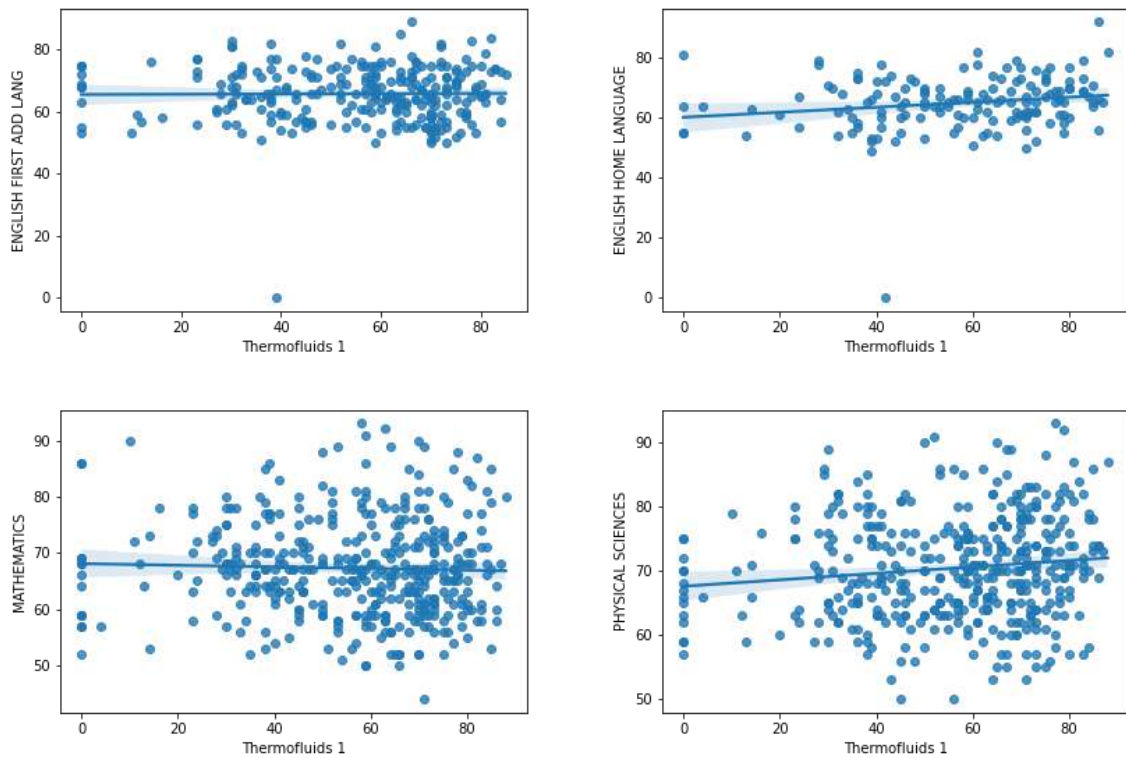 ENGLISH FIRST ADD LANG
80
60
40
20
0
0 20 40 60 80
Thermofluids 1
ENGLISH HOME LANGUAGE
80
60
40
20
0
0 20 40 60 80
Thermofluids 1
MATHEMATICS
90
80
70
60
50
0 20 40 60 80
Thermofluids 1
PHYSICAL SCIENCES
90
80
70
60
50
0 20 40 60 80
Thermofluids 1